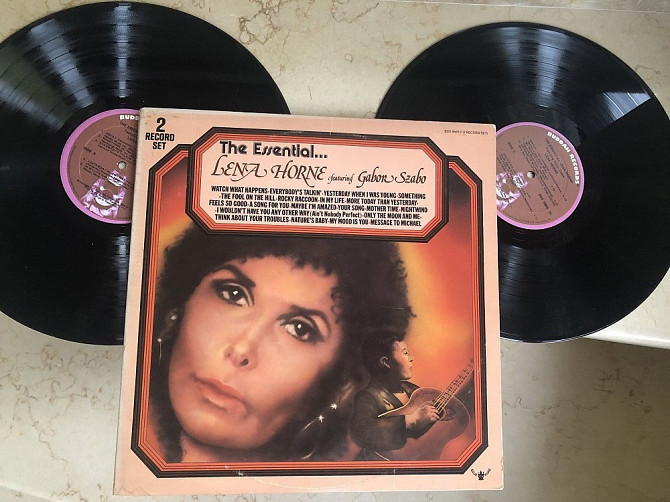 2
RECORD
SET
The Essential...
LENA HORNE featuring Gabor Szabo
WATCH WHAT HAPPENS-EVERYBODY'S TALKIN'-YESTERDAY WHEN I WAS YOUNG-SOMETHING
-THE FOOL ON THE HILL-ROCKY RACCOON-IN MY LIFE-MORE TODAY THAN YESTERDAY-
FEELS SO GOOD-A SONG FOR YOU-MAYBE I'M AMAZED-YOUR SONG-MOTHER TIME-NIGHTWIND
-I WOULDN'T HAVE YOU ANY OTHER WAY (Ain't Nobody Perfect)-ONLY THE MOON AND ME-
THINK ABOUT YOUR TROUBLES-NATURE'S BABY-MY MOOD IS YOU-MESSAGE TO MICHAEL
BUDDAH RECORDS